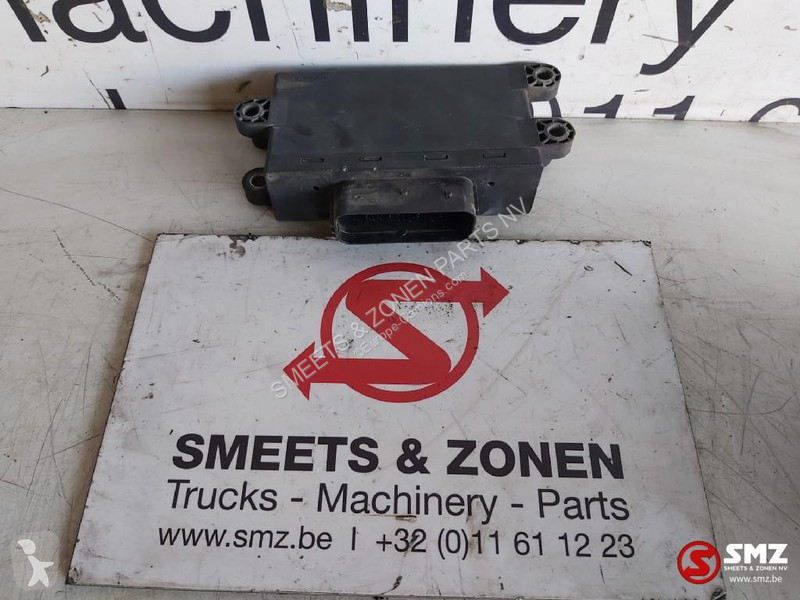 machinery
SMEETS & ZONEN PARTS NV
SMEETS & ZONEN
Trucks - Machinery - Parts
www.smz.be | +32 (0)11 61 12 23
SMZ
SMEETS & ZONEN NV
www.smz.be